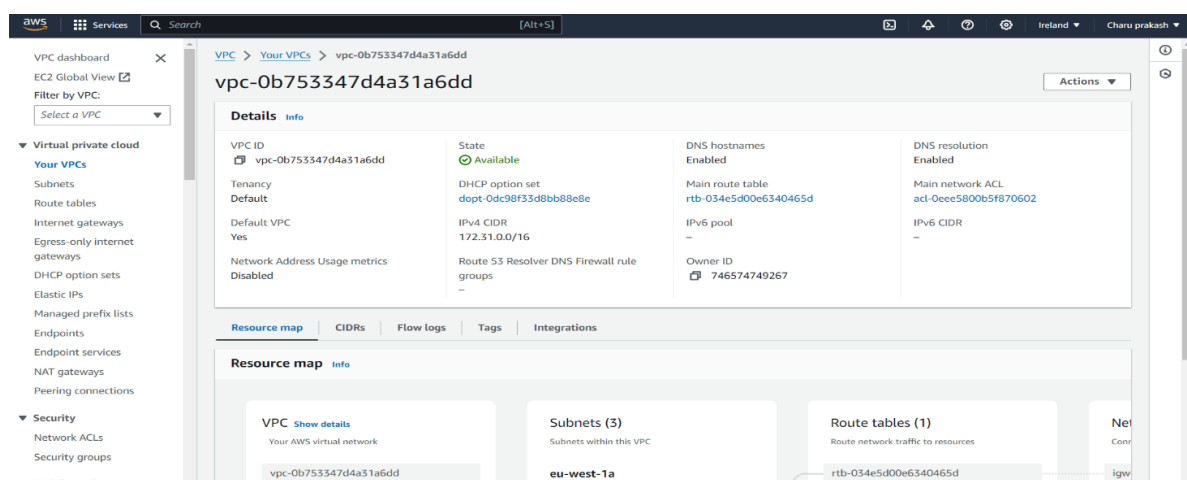 aws
Services
Search
[Alt+S]
Ireland
Charu prakash
VPC dashboard
EC2 Global View
Filter by VPC:
Select a VPC
Virtual private cloud
Your VPCs
Subnets
Route tables
Internet gateways
Egress-only internet
gateways
DHCP option sets
Elastic IPs
Managed prefix lists
Endpoints
Endpoint services
NAT gateways
Peering connections
Security
Network ACLs
Security groups
VPC > Your VPCs > vpc-0b753347d4a31a6dd
vpc-0b753347d4a31a6dd
Actions
Details Info
VPC ID
vpc-0b753347d4a31a6dd
State
Available
DNS hostnames
Enabled
DNS resolution
Enabled
Tenancy
Default
DHCP option set
dopt-0dc98f33d8bb88e8e
Main route table
rtb-034e5d00e6340465d
Main network ACL
acl-0eee5800b5f870602
Default VPC
Yes
IPv4 CIDR
172.31.0.0/16
IPv6 pool
–
IPv6 CIDR
–
Network Address Usage metrics
Disabled
Route 53 Resolver DNS Firewall rule
groups
–
Owner ID
746574749267
Resource map
CIDRs
Flow logs
Tags
Integrations
Resource map Info
VPC Show details
Your AWS virtual network
vpc-0b753347d4a31a6dd
Subnets (3)
Subnets within this VPC
eu-west-1a
Route tables (1)
Route network traffic to resources
rtb-034e5d00e6340465d
Net
Conr
igw